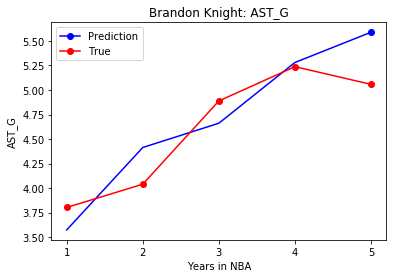 Brandon Knight: AST_G
Prediction
True
AST_G
5.50
5.25
5.00
4.75
4.50
4.25
4.00
3.75
3.50
1 2 3 4 5
Years in NBA